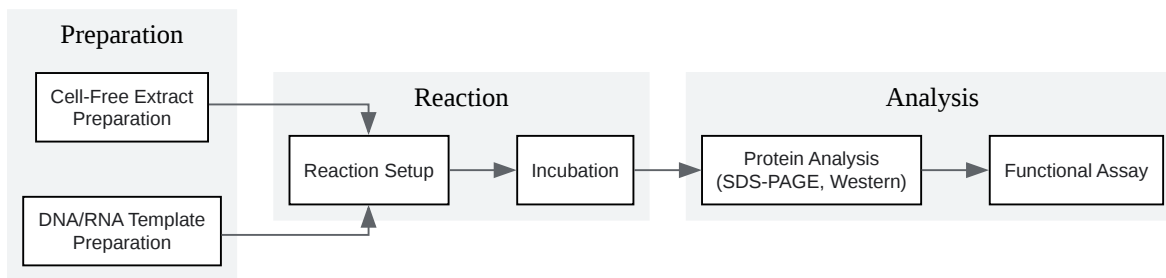 Preparation
Cell-Free Extract
Preparation
DNA/RNA Template
Preparation
Reaction
Reaction Setup
Incubation
Analysis
Protein Analysis
(SDS-PAGE, Western)
Functional Assay